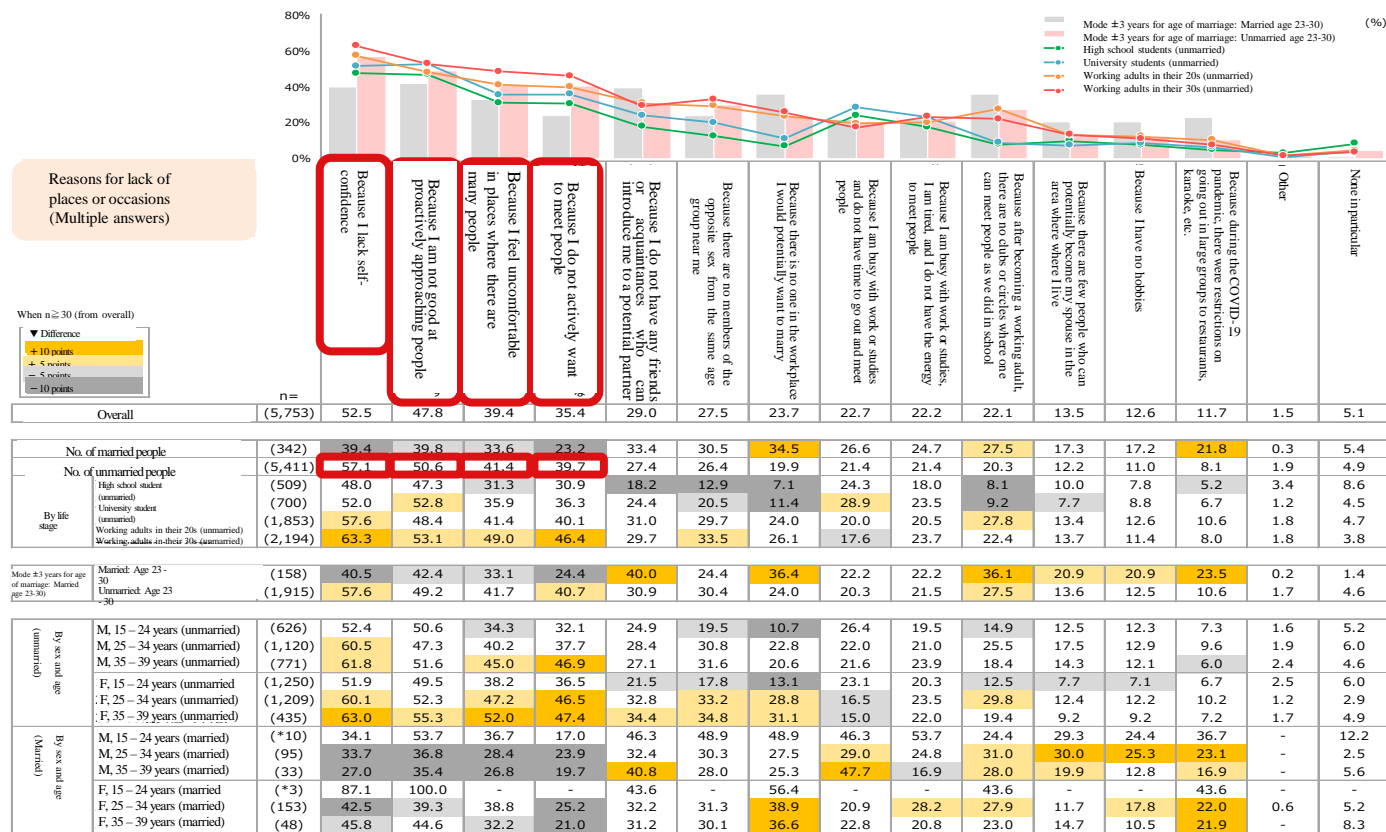 80%
60%
40%
20%
0%
(%)
Mode ±3 years for age of marriage: Married age 23-30)
Mode ±3 years for age of marriage: Unmarried age 23-30)
High school students (unmarried)
University students (unmarried)
Working adults in their 20s (unmarried)
Working adults in their 30s (unmarried)
Reasons for lack of
places or occasions
(Multiple answers)
Because I lack self-
confidence
Because I am not good at
proactively approaching people
Because I feel uncomfortable
in places where there are
many people
Because I do not actively want
to meet people
Because I do not have any friends
or acquaintances who can
introduce me to a potential partner
Because there are no members of the
opposite sex from the same age
group near me
Because there is no one in the workplace
I would potentially want to marry
Because I am busy with work or studies
and do not have time to go out and meet
people
Because I am busy with work or studies,
I am tired, and I do not have the energy
to meet people
Because after becoming a working adult,
there are no clubs or circles where one
can meet people as we did in school
Because there are few people who can
potentially become my spouse in the
area where where I live
Because I have no hobbies
Because during the COVID-19
pandemic, there were restrictions on
going out in large groups to restaurants,
karaoke, etc.
Other
None in particular
When n≧30 (from overall)
▼ Difference
+10 points
+ 5 points
− 5 points
−10 points
n=
Overall (5,753) 52.5 47.8 39.4 35.4 29.0 27.5 23.7 22.7 22.2 22.1 13.5 12.6 11.7 1.5 5.1
No. of married people (342) 39.4 39.8 33.6 23.2 33.4 30.5 34.5 26.6 24.7 27.5 17.3 17.2 21.8 0.3 5.4
No. of unmarried people (5,411) 57.1 50.6 41.4 39.7 27.4 26.4 19.9 21.4 21.4 20.3 12.2 11.0 8.1 1.9 4.9
By life
stage
High school student
(unmarried)
(509) 48.0 47.3 31.3 30.9 18.2 12.9 7.1 24.3 18.0 8.1 10.0 7.8 5.2 3.4 8.6
University student
(unmarried)
(700) 52.0 52.8 35.9 36.3 24.4 20.5 11.4 28.9 23.5 9.2 7.7 8.8 6.7 1.2 4.5
Working adults in their 20s (unmarried)
(1,853) 57.6 48.4 41.4 40.1 31.0 29.7 24.0 20.0 20.5 27.8 13.4 12.6 10.6 1.8 4.7
Working adults in their 30s (unmarried)
(2,194) 63.3 53.1 49.0 46.4 29.7 33.5 26.1 17.6 23.7 22.4 13.7 11.4 8.0 1.8 3.8
Mode ±3 years for age
of marriage: Married
age 23-30)
Married: Age 23 -
30
(158) 40.5 42.4 33.1 24.4 40.0 24.4 36.4 22.2 22.2 36.1 20.9 20.9 23.5 0.2 1.4
Unmarried: Age 23
- 30
(1,915) 57.6 49.2 41.7 40.7 30.9 30.4 24.0 20.3 21.5 27.5 13.6 12.5 10.6 1.7 4.6
By sex and age
(unmarried)
M, 15 – 24 years (unmarried) (626) 52.4 50.6 34.3 32.1 24.9 19.5 10.7 26.4 19.5 14.9 12.5 12.3 7.3 1.6 5.2
M, 25 – 34 years (unmarried) (1,120) 60.5 47.3 40.2 37.7 28.4 30.8 22.8 22.0 21.0 25.5 17.5 12.9 9.6 1.9 6.0
M, 35 – 39 years (unmarried) (771) 61.8 51.6 45.0 46.9 27.1 31.6 20.6 21.6 23.9 18.4 14.3 12.1 6.0 2.4 4.6
F, 15 – 24 years (unmarried (1,250) 51.9 49.5 38.2 36.5 21.5 17.8 13.1 23.1 20.3 12.5 7.7 7.1 6.7 2.5 6.0
F, 25 – 34 years (unmarried) (1,209) 60.1 52.3 47.2 46.5 32.8 33.2 28.8 16.5 23.5 29.8 12.4 12.2 10.2 1.2 2.9
F, 35 – 39 years (unmarried) (435) 63.0 55.3 52.0 47.4 34.4 34.8 31.1 15.0 22.0 19.4 9.2 9.2 7.2 1.7 4.9
By sex and age
(Married)
M, 15 – 24 years (married) (*10) 34.1 53.7 36.7 17.0 46.3 48.9 48.9 46.3 53.7 24.4 29.3 24.4 36.7 - 12.2
M, 25 – 34 years (married) (95) 33.7 36.8 28.4 23.9 32.4 30.3 27.5 29.0 24.8 31.0 30.0 25.3 23.1 - 2.5
M, 35 – 39 years (married) (33) 27.0 35.4 26.8 19.7 40.8 28.0 25.3 47.7 16.9 28.0 19.9 12.8 16.9 - 5.6
F, 15 – 24 years (married (*3) 87.1 100.0 - - 43.6 - 56.4 - - 43.6 - - 43.6 - -
F, 25 – 34 years (married) (153) 42.5 39.3 38.8 25.2 32.2 31.3 38.9 20.9 28.2 27.9 11.7 17.8 22.0 0.6 5.2
F, 35 – 39 years (married) (48) 45.8 44.6 32.2 21.0 31.2 30.1 36.6 22.8 20.8 23.0 14.7 10.5 21.9 - 8.3